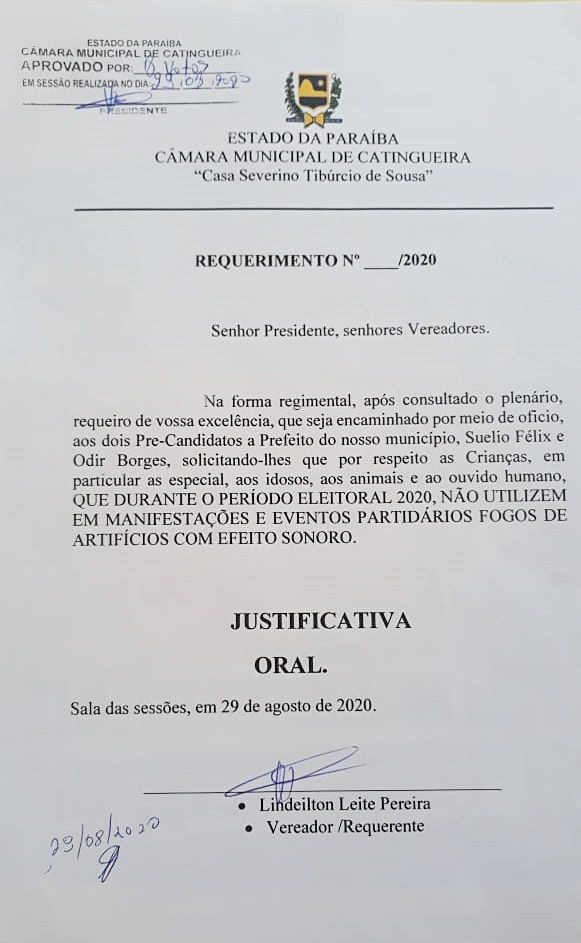 ESTADO DA PARAÍBA
CÂMARA MUNICIPAL DE CATINGUEIRA
APROVADO POR: Votos
EM SESSÃO REALIZADA NO DIA:
PRESIDENTE
ESTADO DA PARAÍBA
CÂMARA MUNICIPAL DE CATINGUEIRA
“Casa Severino Tibúrcio de Sousa”
REQUERIMENTO Nº ____/2020
Senhor Presidente, senhores Vereadores.
Na forma regimental, após consultado o plenário,
requeiro de vossa excelência, que seja encaminhado por meio de oficio,
aos dois Pre-Candidatos a Prefeito do nosso município, Suelio Félix e
Odir Borges, solicitando-lhes que por respeito as Crianças, em
particular as especial, aos idosos, aos animais e ao ouvido humano,
QUE DURANTE O PERÍODO ELEITORAL 2020, NÃO UTILIZEM
EM MANIFESTAÇÕES E EVENTOS PARTIDÁRIOS FOGOS DE
ARTIFÍCIOS COM EFEITO SONORO.
JUSTIFICATIVA
ORAL.
Sala das sessões, em 29 de agosto de 2020.
• Lindeilton Leite Pereira
• Vereador /Requerente
29/08/2020